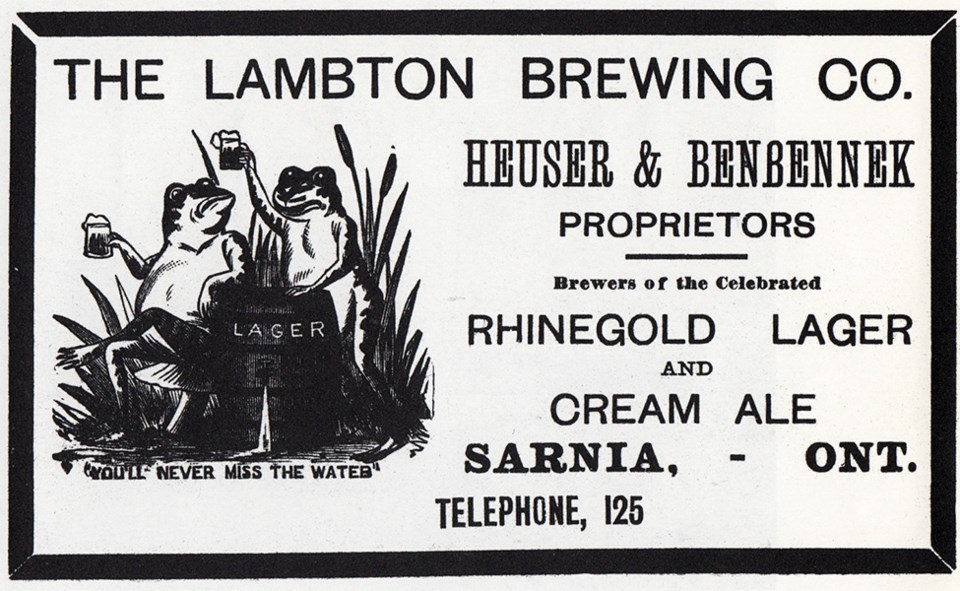 THE LAMBTON BREWING CO.
HEUSER & BENBENNEK
PROPRIETORS
Brewers of the Celebrated
RHINEGOLD LAGER
AND
CREAM ALE
SARNIA, - ONT.
TELEPHONE, 125
LAGER
"YOU'LL NEVER MISS THE WATER"